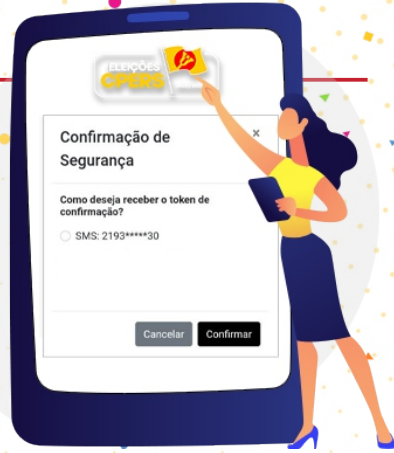 ELEIÇÕES
CPERS
Confirmação de
Segurança
×
Como deseja receber o token de
confirmação?
SMS: 2193*****30
Cancelar
Confirmar